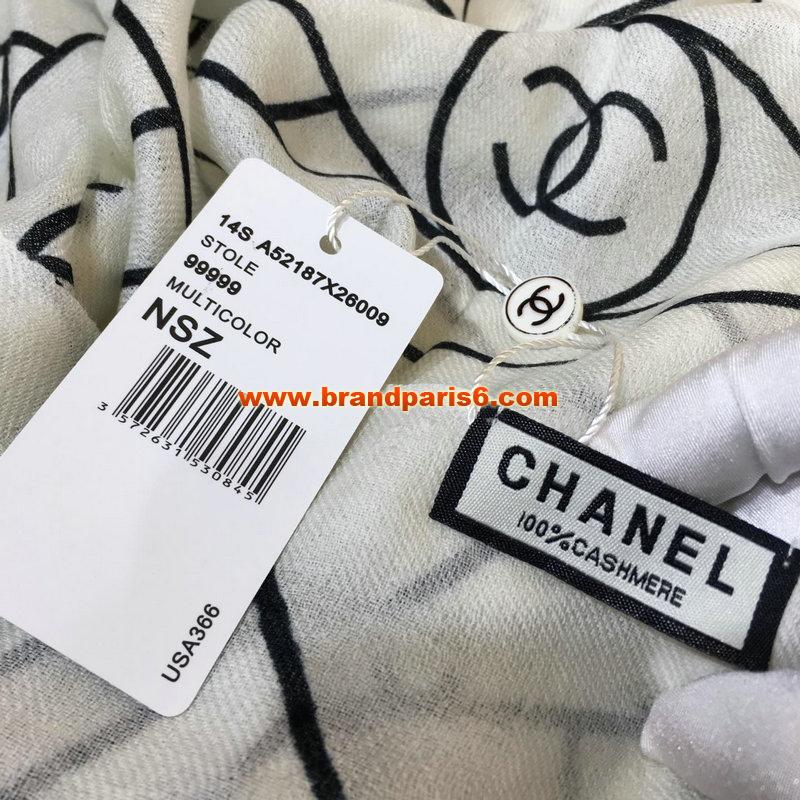 14S A52187X26009
STOLE
99999
MULTICOLOR
NSZ
3 572631 530845
USA366
www.brandparis6.com
CHANEL
100%CASHMERE